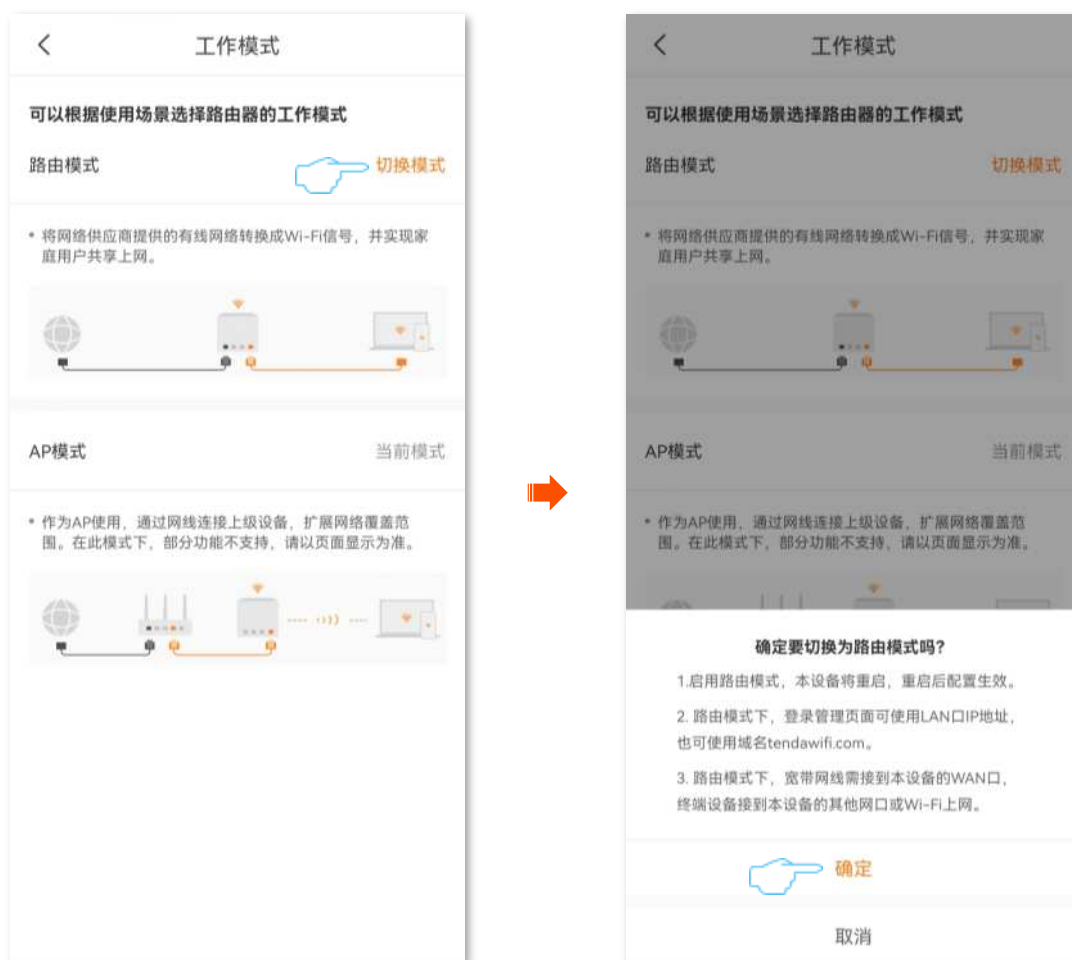 工作模式
可以根据使用场景选择路由器的工作模式
路由模式 切换模式
• 将网络供应商提供的有线网络转换成Wi-Fi信号，并实现家
庭用户共享上网。
AP模式 当前模式
• 作为AP使用，通过网线连接上级设备，扩展网络覆盖范
围。在此模式下，部分功能不支持，请以页面显示为准。
工作模式
可以根据使用场景选择路由器的工作模式
路由模式 切换模式
• 将网络供应商提供的有线网络转换成Wi-Fi信号，并实现家
庭用户共享上网。
AP模式 当前模式
• 作为AP使用，通过网线连接上级设备，扩展网络覆盖范
围。在此模式下，部分功能不支持，请以页面显示为准。
确定要切换为路由模式吗？
1.启用路由模式，本设备将重启，重启后配置生效。
2. 路由模式下，登录管理页面可使用LAN口IP地址，
也可使用域名tendawifi.com。
3. 路由模式下，宽带网线需接到本设备的WAN口，
终端设备接到本设备的其他网口或Wi-Fi上网。
确定
取消